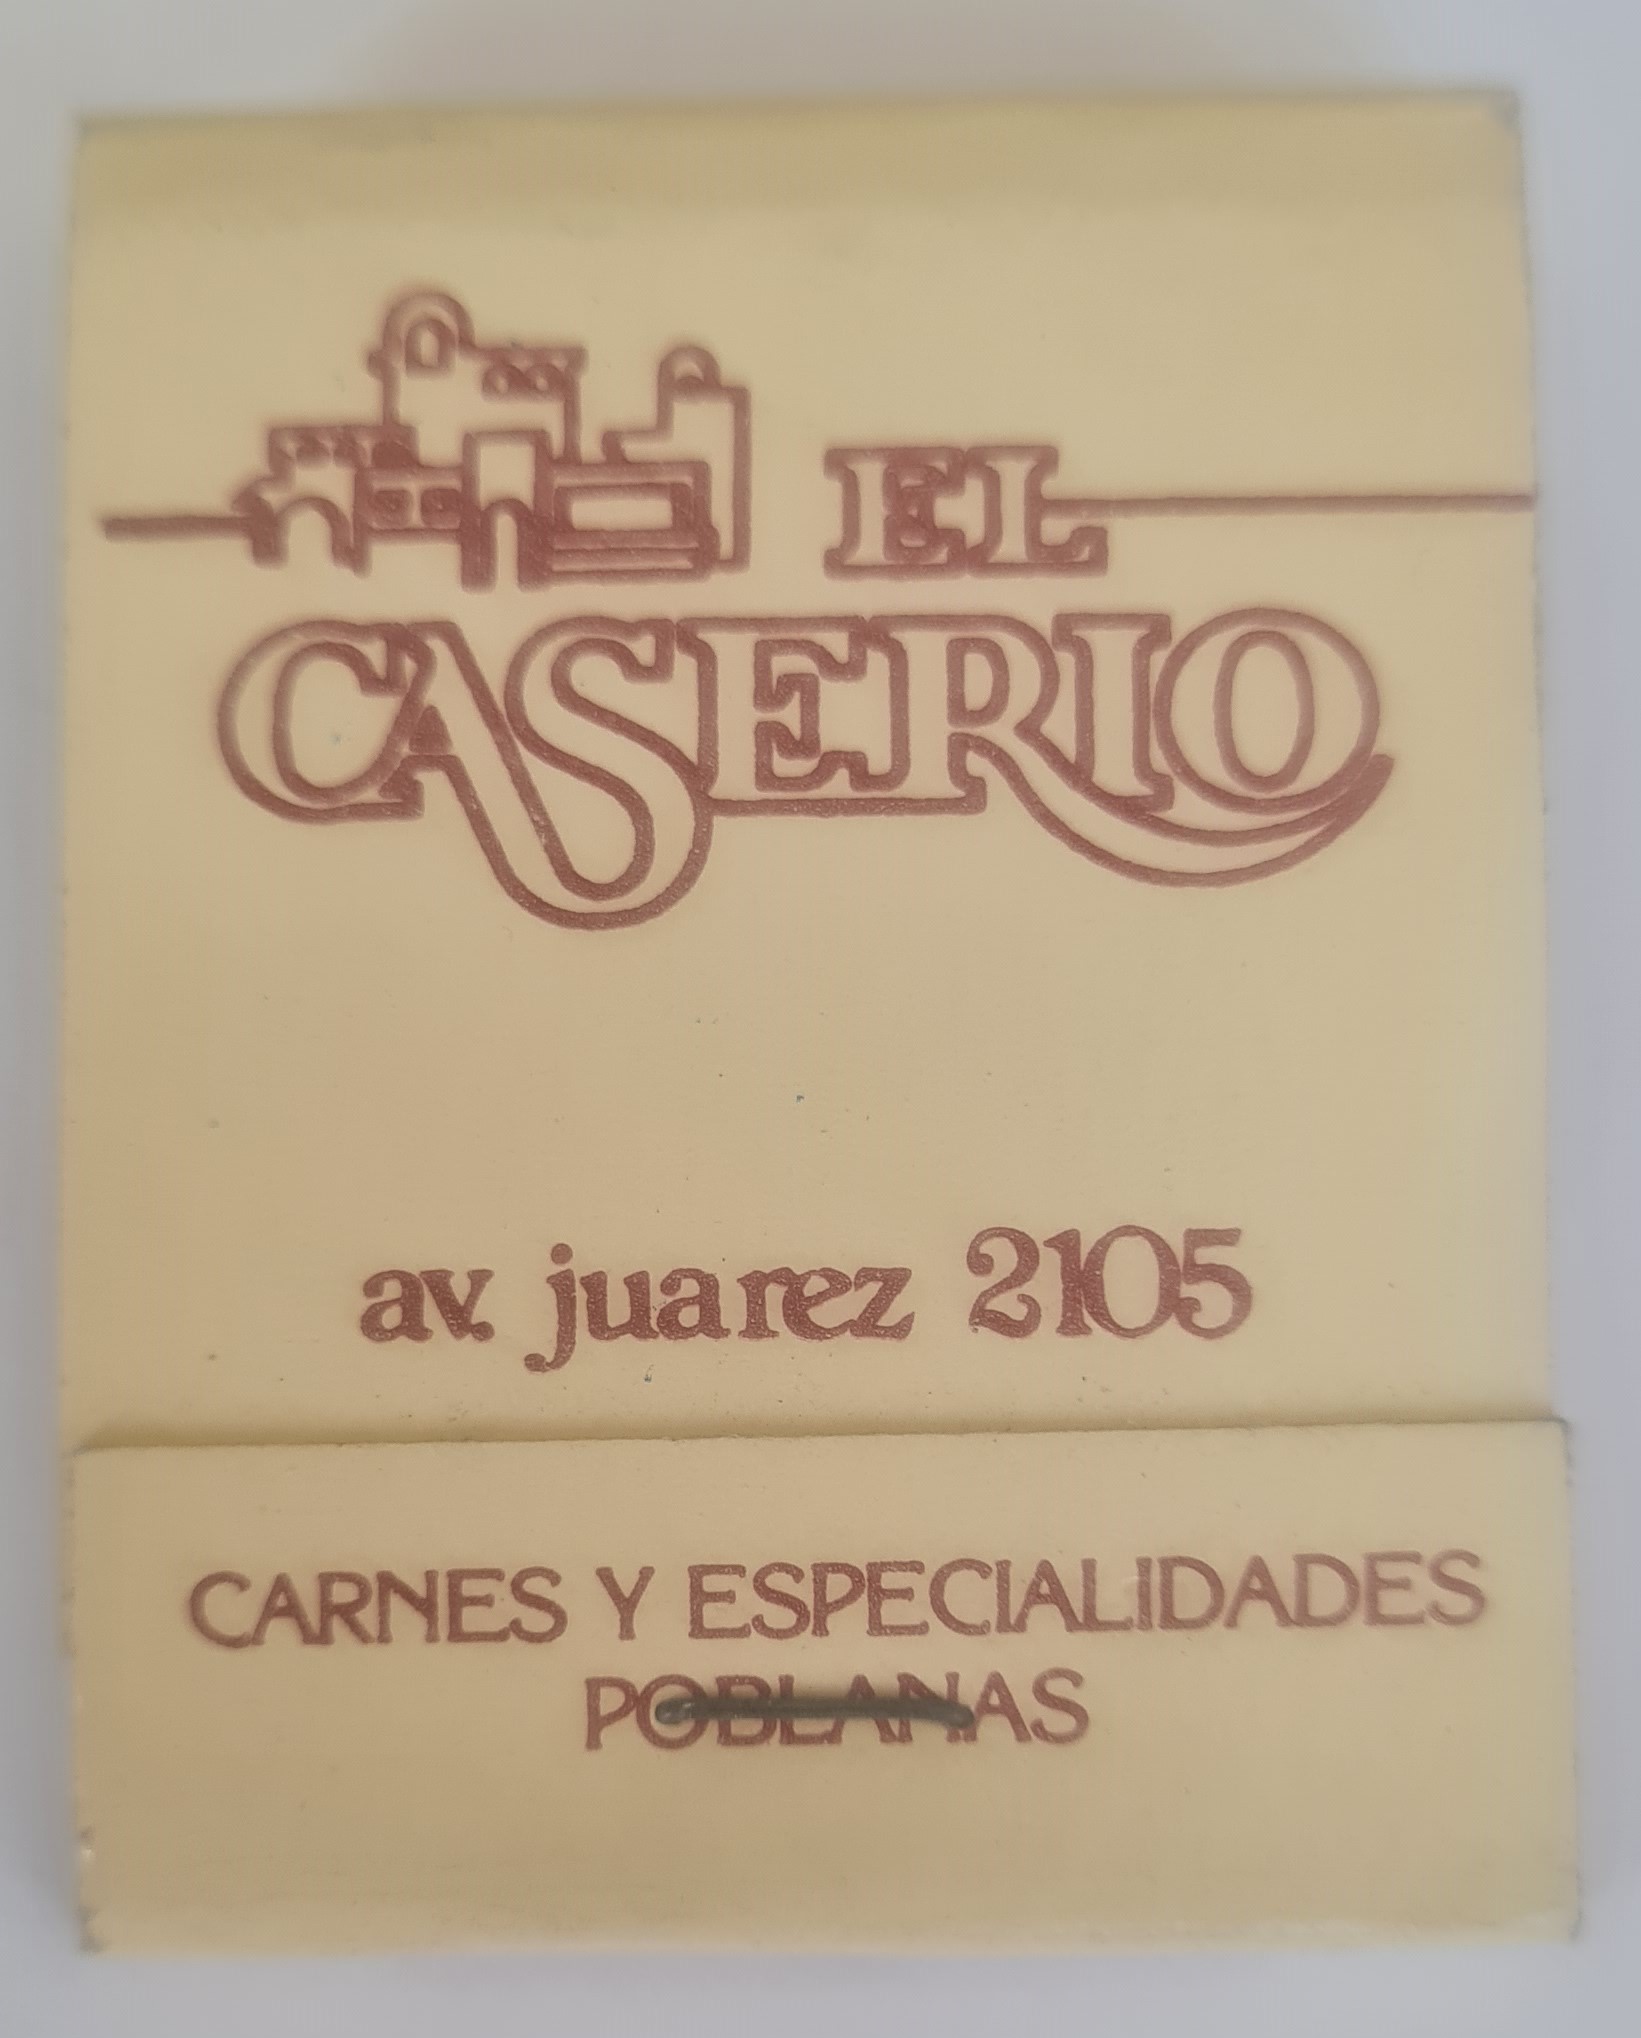 EL
CASERIO
av. juarez 2105
CARNES Y ESPECIALIDADES
POBLANAS